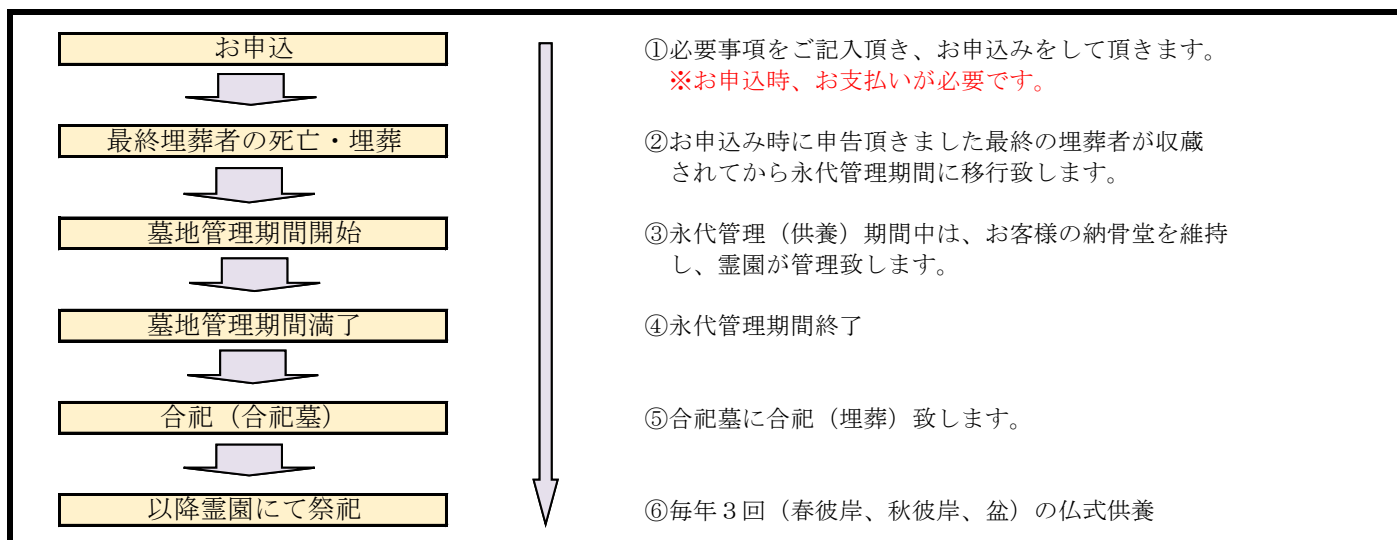 お申込
①必要事項をご記入頂き、お申込みをして頂きます。
※お申込時、お支払いが必要です。
最終埋葬者の死亡・埋葬
②お申込み時に申告頂きました最終の埋葬者が収蔵
されてから永代管理期間に移行致します。
墓地管理期間開始
③永代管理（供養）期間中は、お客様の納骨堂を維持
し、霊園が管理致します。
墓地管理期間満了
④永代管理期間終了
合祀（合祀墓）
⑤合祀墓に合祀（埋葬）致します。
以降霊園にて祭祀
⑥毎年３回（春彼岸、秋彼岸、盆）の仏式供養